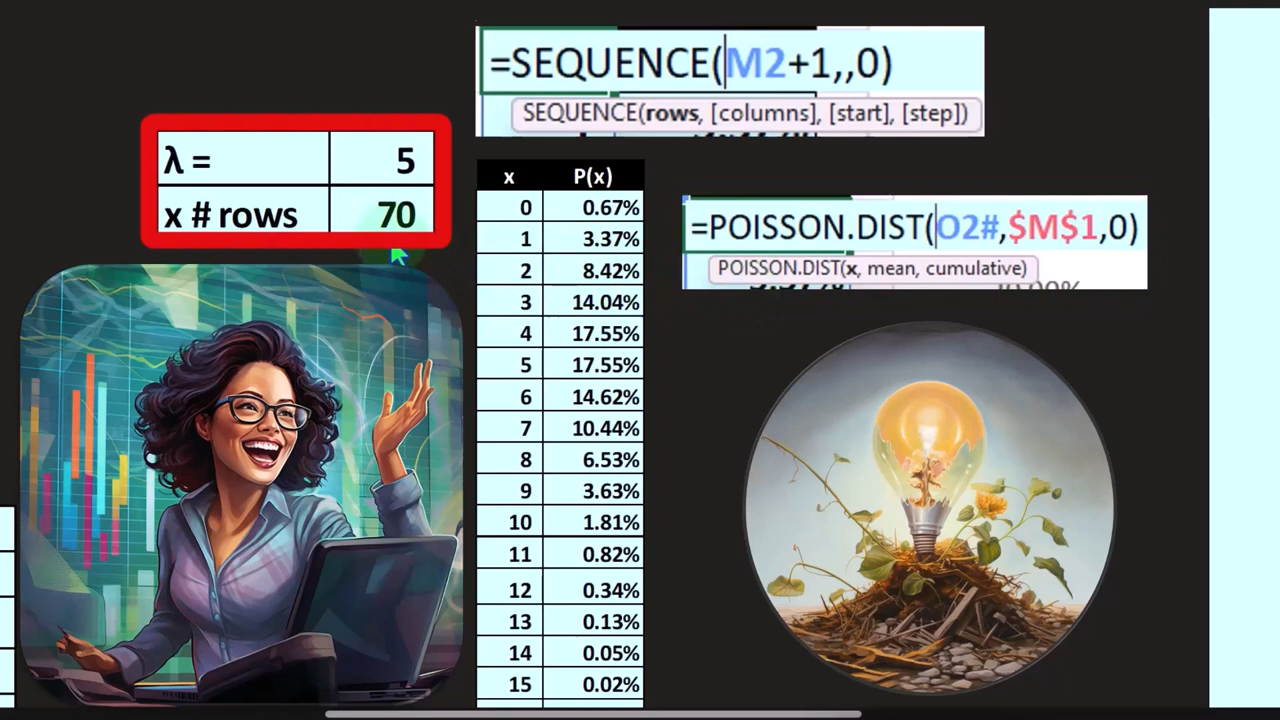 =SEQUENCE(M2+1,,0)
SEQUENCE(rows, [columns], [start], [step])
λ = 5
x # rows 70
x P(x)
0 0.67%
1 3.37%
2 8.42%
3 14.04%
4 17.55%
5 17.55%
6 14.62%
7 10.44%
8 6.53%
9 3.63%
10 1.81%
11 0.82%
12 0.34%
13 0.13%
14 0.05%
15 0.02%
=POISSON.DIST(O2#,$M$1,0)
POISSON.DIST(x, mean, cumulative)